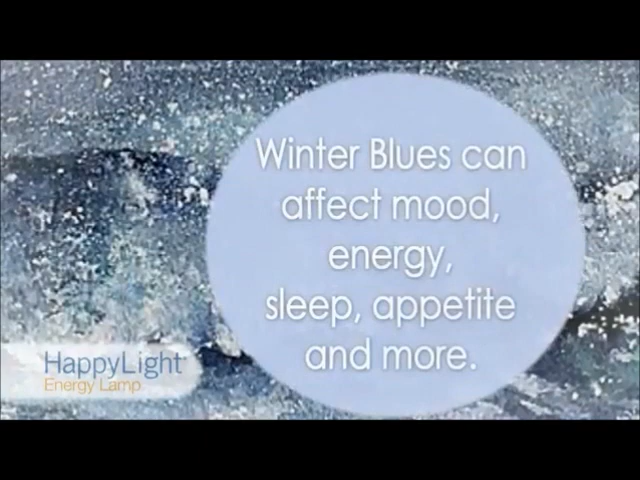 Winter Blues can
affect mood,
energy,
sleep, appetite
and more.
HappyLight
Energy Lamp